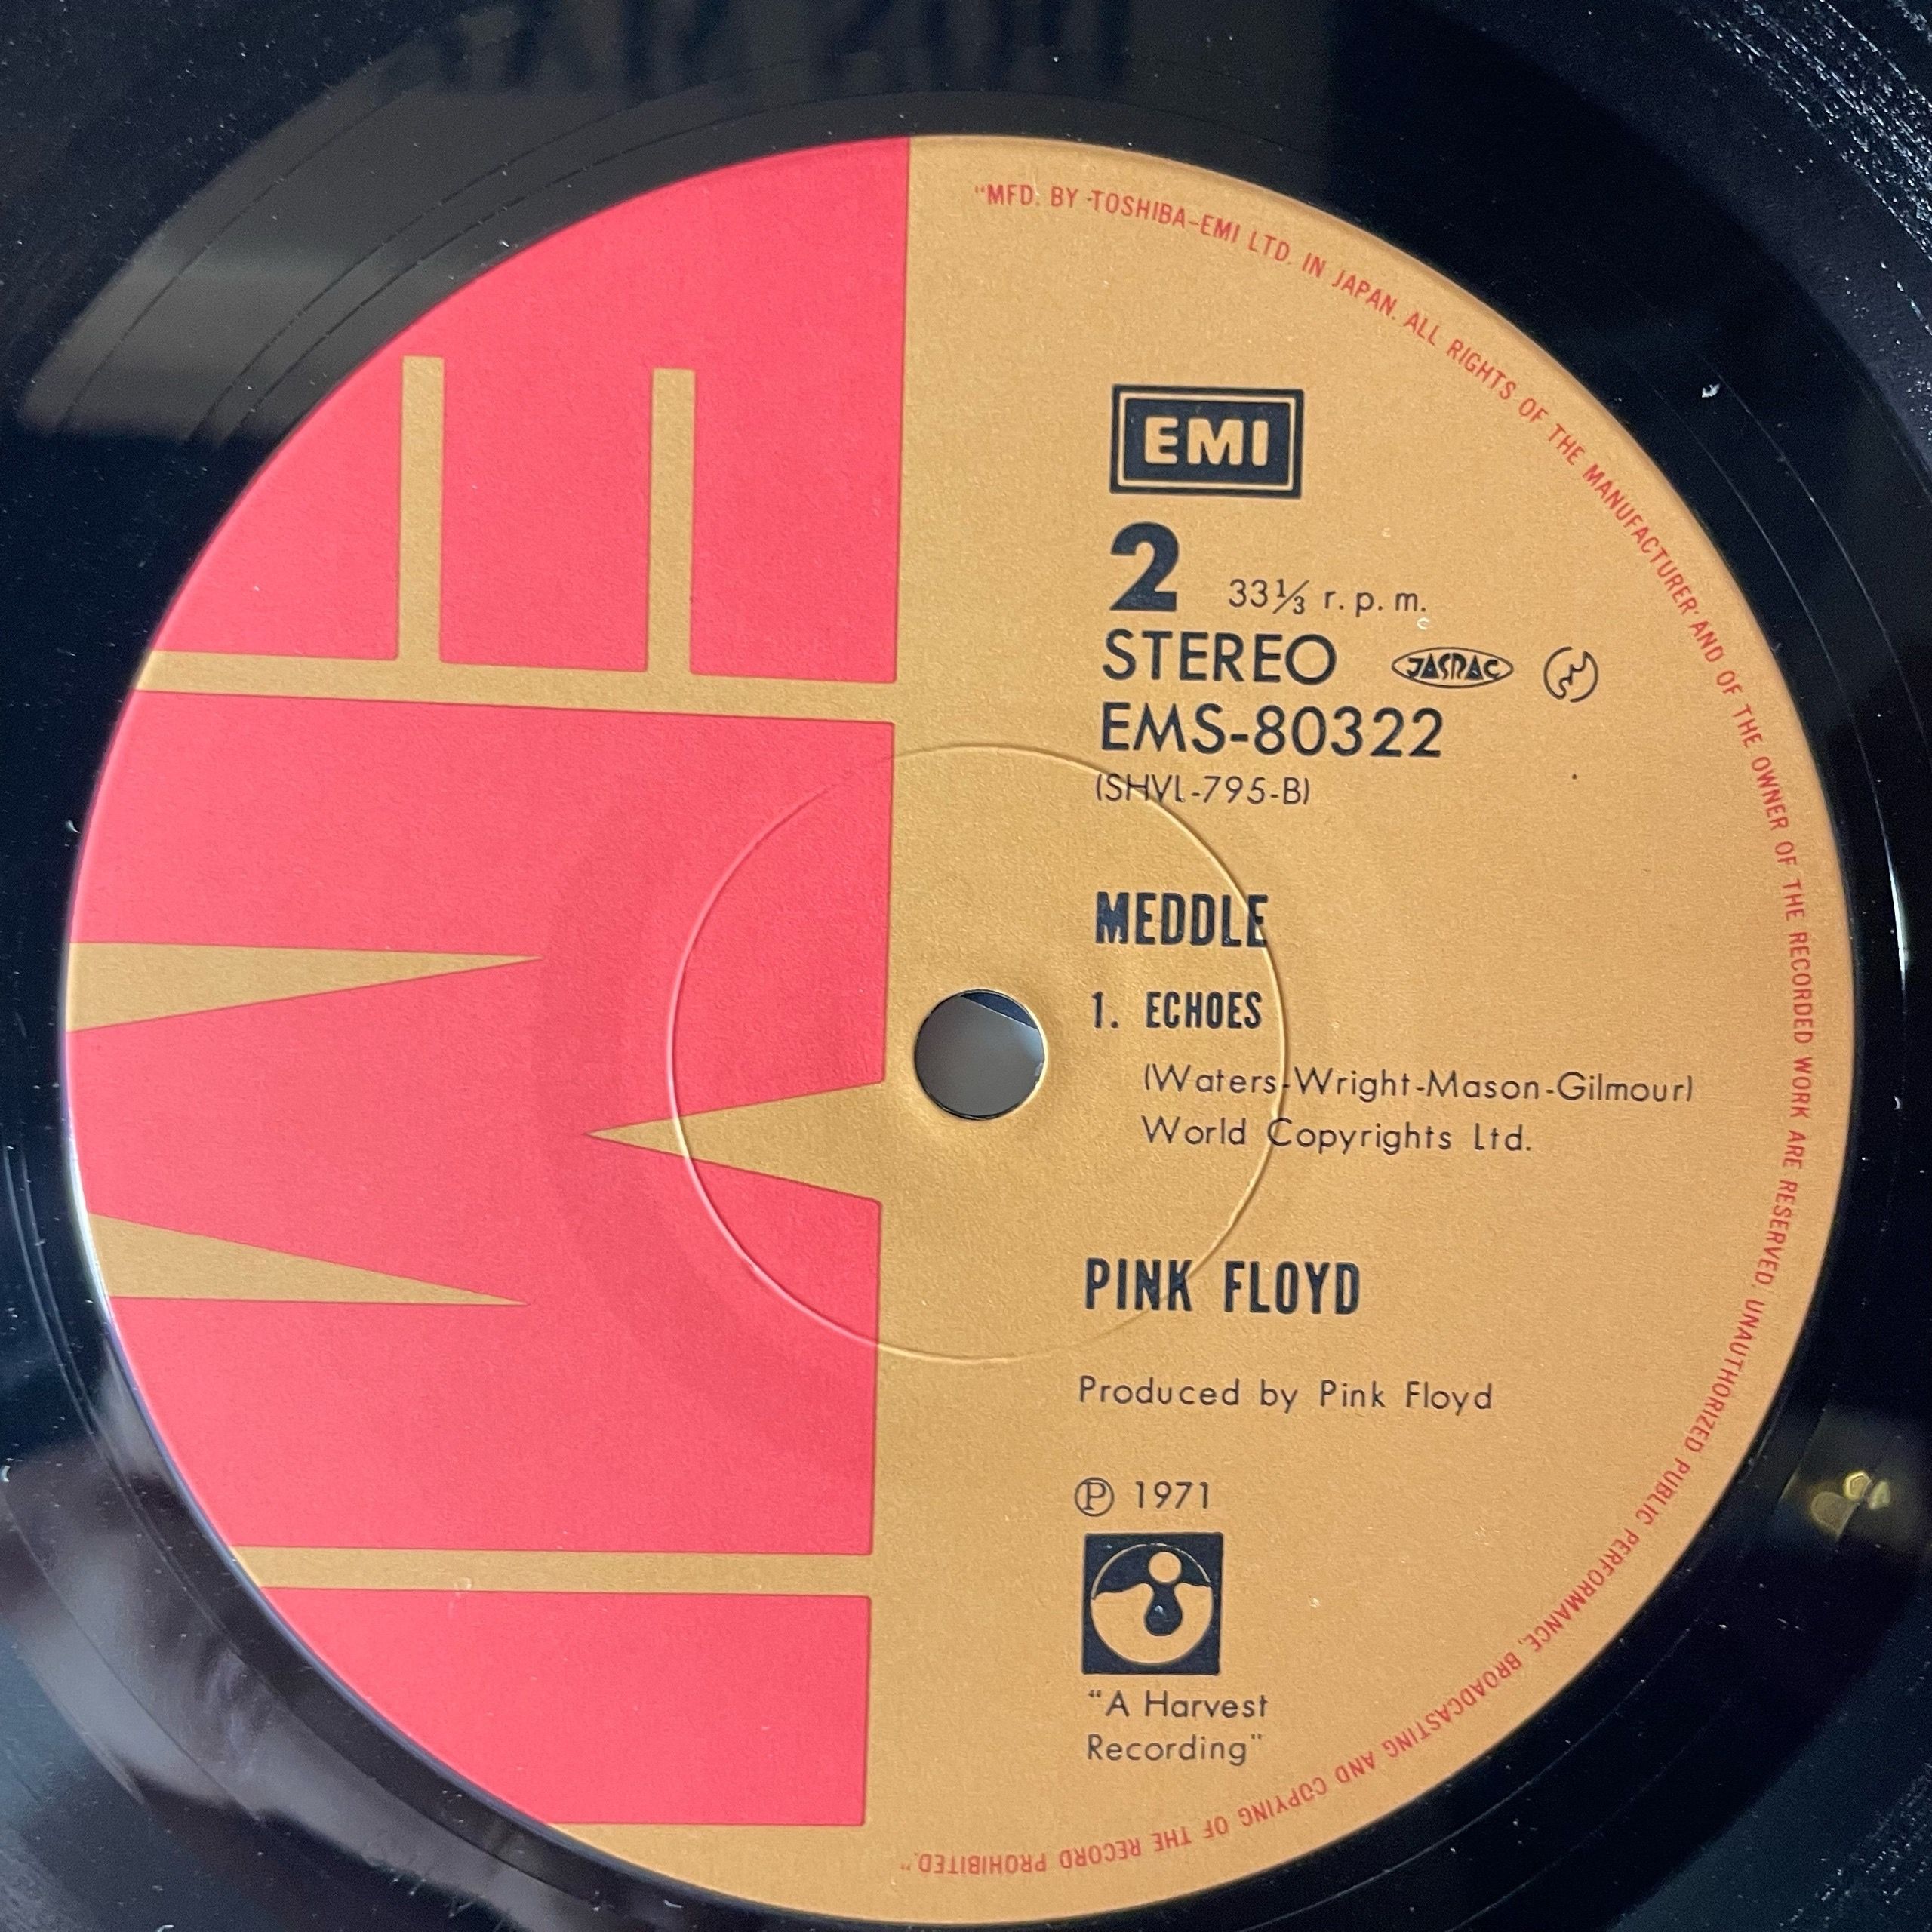 "MFD. BY TOSHIBA-EMI LTD. IN JAPAN. ALL RIGHTS OF THE MANUFACTURER AND OF THE OWNER OF THE RECORDED WORK ARE RESERVED. UNAUTHORIZED PUBLIC PERFORMANCE, BROADCASTING AND COPYING OF THE RECORD PROHIBITED."
EMI
2 33⅓ r.p.m.
STEREO JASRAC
EMS-80322
(SHVL-795-B)
MEDDLE
1. ECHOES
(Waters-Wright-Mason-Gilmour)
World Copyrights Ltd.
PINK FLOYD
Produced by Pink Floyd
℗ 1971
"A Harvest
Recording"